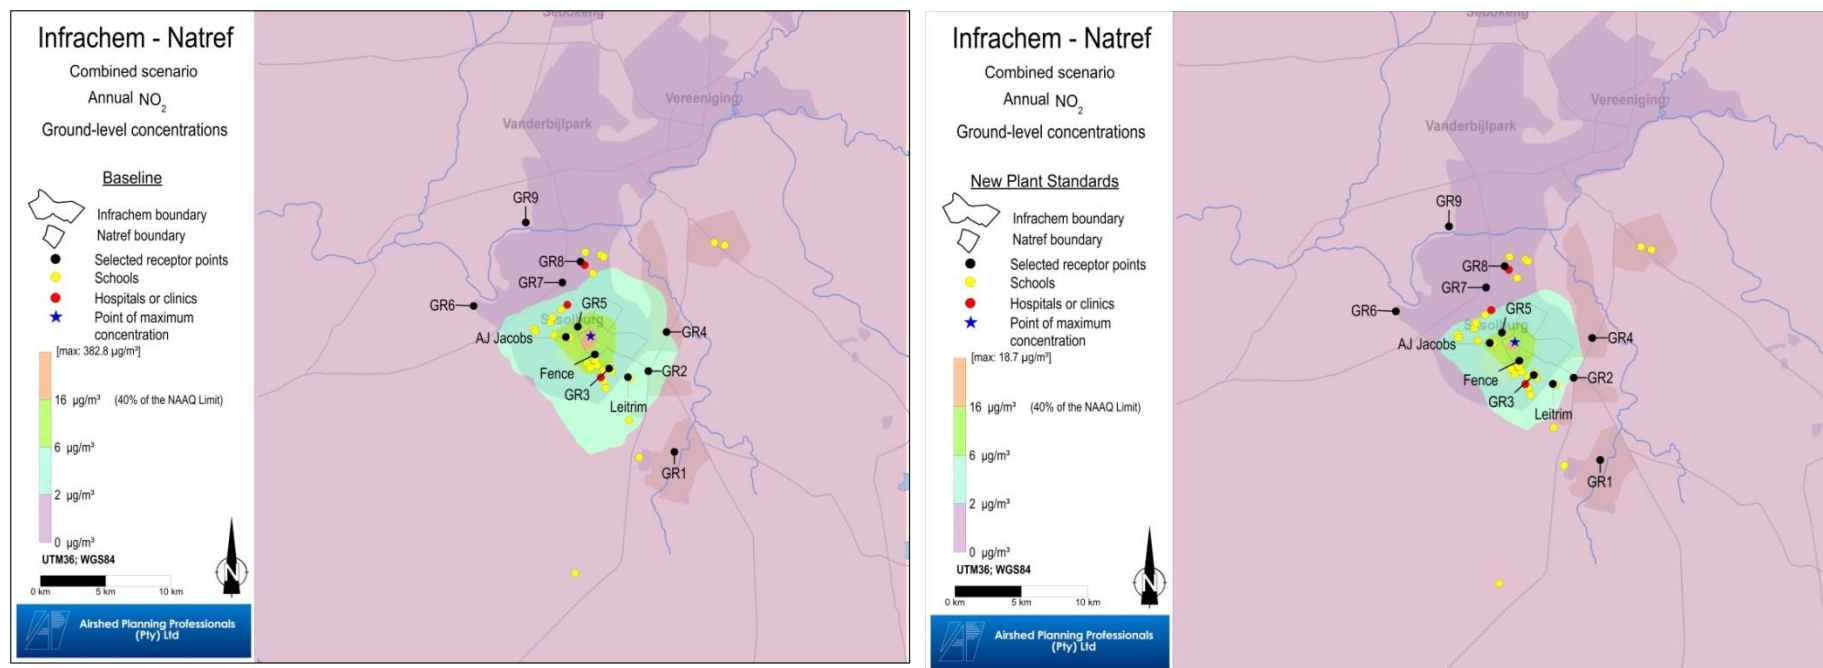 Infrachem - Natref
Combined scenario
Annual NO2
Ground-level concentrations
Baseline
Infrachem boundary
Natref boundary
Selected receptor points
Schools
Hospitals or clinics
Point of maximum
concentration
[max: 382.8 µg/m³]
16 µg/m³ (40% of the NAAQ Limit)
6 µg/m³
2 µg/m³
0 µg/m³
UTM36; WGS84
0 km 5 km 10 km
N
Airshed Planning Professionals
(Pty) Ltd
Sebokeng
Vereeniging
Vanderbijlpark
GR9
GR8
GR7
GR6
GR5
Sasolburg
GR4
AJ Jacobs
Fence
GR2
GR3
Leitrim
GR1
Infrachem - Natref
Combined scenario
Annual NO2
Ground-level concentrations
New Plant Standards
Infrachem boundary
Natref boundary
Selected receptor points
Schools
Hospitals or clinics
Point of maximum
concentration
[max: 18.7 µg/m³]
16 µg/m³ (40% of the NAAQ Limit)
6 µg/m³
2 µg/m³
0 µg/m³
UTM36; WGS84
0 km 5 km 10 km
N
Airshed Planning Professionals
(Pty) Ltd
Sebokeng
Vereeniging
Vanderbijlpark
GR9
GR8
GR7
GR6
GR5
Sasolburg
GR4
AJ Jacobs
Fence
GR2
GR3
Leitrim
GR1